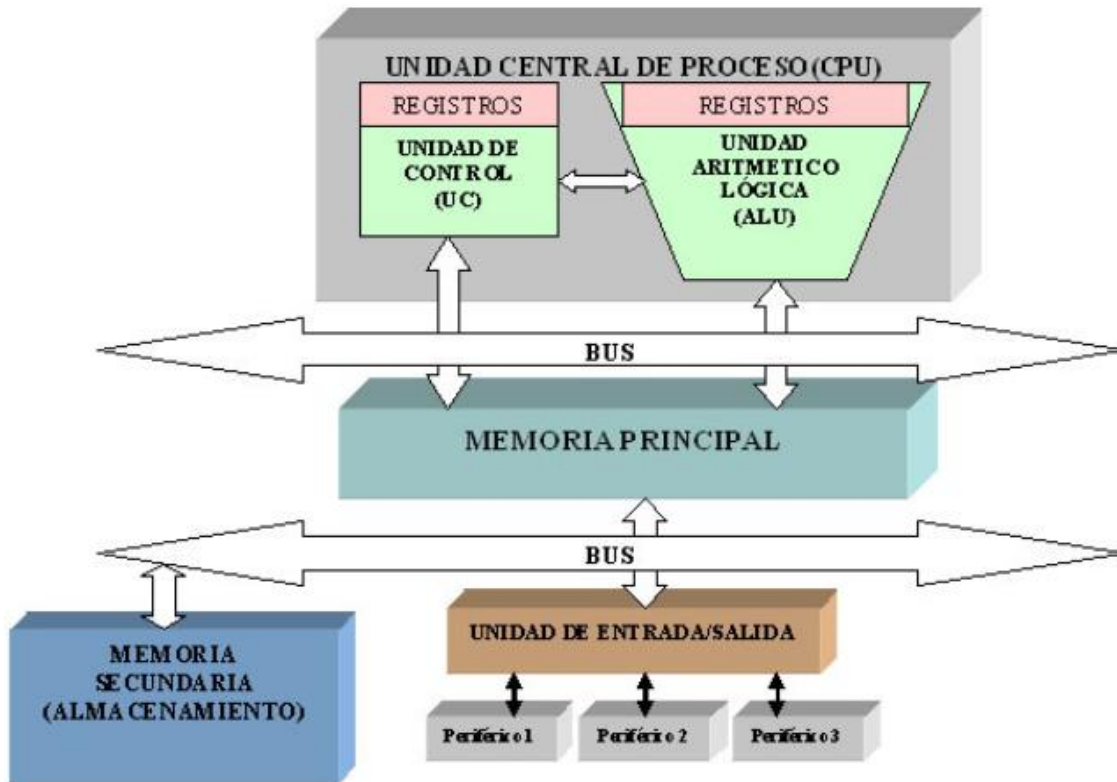 UNIDAD CENTRAL DE PROCESO (CPU)
REGISTROS
UNIDAD DE
CONTROL
(UC)
REGISTROS
UNIDAD
ARITMETICO
LÓGICA
(ALU)
BUS
MEMORIA PRINCIPAL
BUS
MEMORIA
SECUNDARIA
(ALMACENAMIENTO)
UNIDAD DE ENTRADA/SALIDA
Periférico 1
Periférico 2
Periférico 3